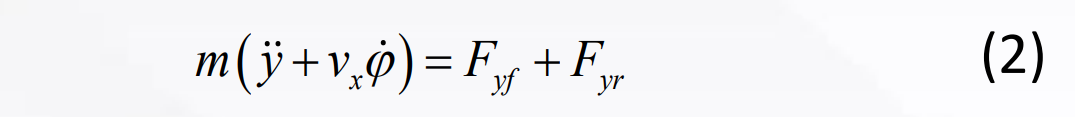 m(ÿ + vₓφ̇) = F_yf + F_yr (2)